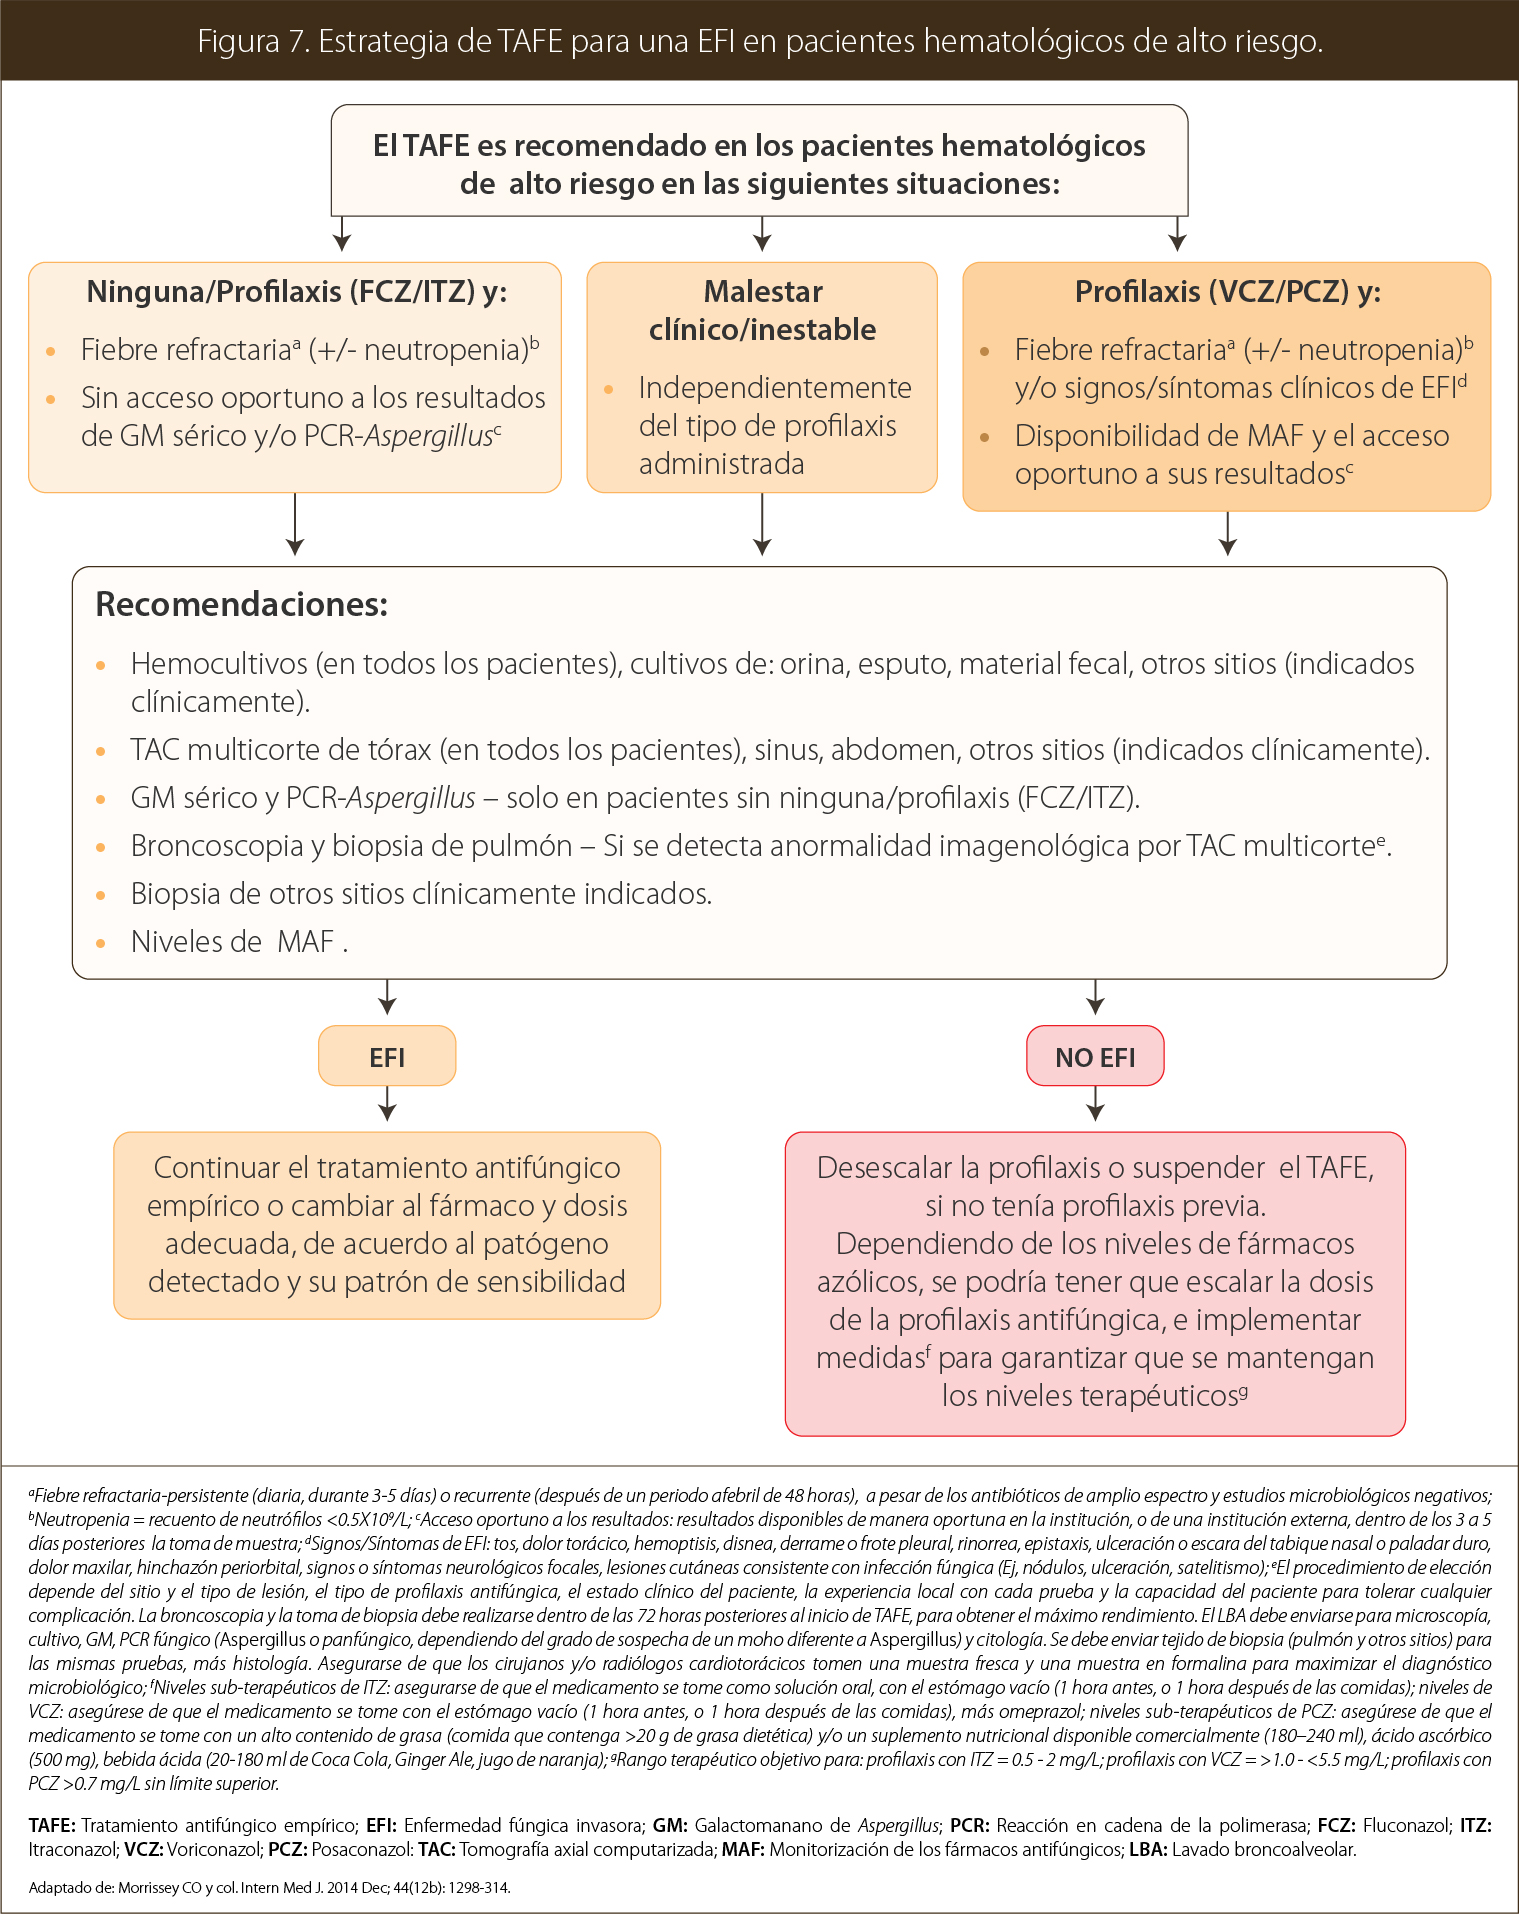 Figura 7. Estrategia de TAFE para una EFI en pacientes hematológicos de alto riesgo.
El TAFE es recomendado en los pacientes hematológicos
de alto riesgo en las siguientes situaciones:
Ninguna/Profilaxis (FCZ/ITZ) y:
• Fiebre refractariaᵃ (+/- neutropenia)ᵇ
• Sin acceso oportuno a los resultados
de GM sérico y/o PCR-Aspergillusᶜ
Malestar
clínico/inestable
• Independientemente
del tipo de profilaxis
administrada
Profilaxis (VCZ/PCZ) y:
• Fiebre refractariaᵃ (+/- neutropenia)ᵇ
y/o signos/síntomas clínicos de EFIᵈ
• Disponibilidad de MAF y el acceso
oportuno a sus resultadosᶜ
Recomendaciones:
• Hemocultivos (en todos los pacientes), cultivos de: orina, esputo, material fecal, otros sitios (indicados
clínicamente).
• TAC multicorte de tórax (en todos los pacientes), sinus, abdomen, otros sitios (indicados clínicamente).
• GM sérico y PCR-Aspergillus – solo en pacientes sin ninguna/profilaxis (FCZ/ITZ).
• Broncoscopia y biopsia de pulmón – Si se detecta anormalidad imagenológica por TAC multicorteᵉ.
• Biopsia de otros sitios clínicamente indicados.
• Niveles de MAF .
EFI
NO EFI
Continuar el tratamiento antifúngico
empírico o cambiar al fármaco y dosis
adecuada, de acuerdo al patógeno
detectado y su patrón de sensibilidad
Desescalar la profilaxis o suspender el TAFE,
si no tenía profilaxis previa.
Dependiendo de los niveles de fármacos
azólicos, se podría tener que escalar la dosis
de la profilaxis antifúngica, e implementar
medidasᶠ para garantizar que se mantengan
los niveles terapéuticosᵍ
ᵃFiebre refractaria-persistente (diaria, durante 3-5 días) o recurrente (después de un periodo afebril de 48 horas), a pesar de los antibióticos de amplio espectro y estudios microbiológicos negativos;
ᵇNeutropenia = recuento de neutrófilos <0.5X10⁹/L; ᶜAcceso oportuno a los resultados: resultados disponibles de manera oportuna en la institución, o de una institución externa, dentro de los 3 a 5
días posteriores la toma de muestra; ᵈSignos/Síntomas de EFI: tos, dolor torácico, hemoptisis, disnea, derrame o frote pleural, rinorrea, epistaxis, ulceración o escara del tabique nasal o paladar duro,
dolor maxilar, hinchazón periorbital, signos o síntomas neurológicos focales, lesiones cutáneas consistente con infección fúngica (Ej, nódulos, ulceración, satelitismo); ᵉEl procedimiento de elección
depende del sitio y el tipo de lesión, el tipo de profilaxis antifúngica, el estado clínico del paciente, la experiencia local con cada prueba y la capacidad del paciente para tolerar cualquier
complicación. La broncoscopia y la toma de biopsia debe realizarse dentro de las 72 horas posteriores al inicio de TAFE, para obtener el máximo rendimiento. El LBA debe enviarse para microscopía,
cultivo, GM, PCR fúngico (Aspergillus o panfúngico, dependiendo del grado de sospecha de un moho diferente a Aspergillus) y citología. Se debe enviar tejido de biopsia (pulmón y otros sitios) para
las mismas pruebas, más histología. Asegurarse de que los cirujanos y/o radiólogos cardiotorácicos tomen una muestra fresca y una muestra en formalina para maximizar el diagnóstico
microbiológico; ᶠNiveles sub-terapéuticos de ITZ: asegurarse de que el medicamento se tome como solución oral, con el estómago vacío (1 hora antes, o 1 hora después de las comidas); niveles de
VCZ: asegúrese de que el medicamento se tome con el estómago vacío (1 hora antes, o 1 hora después de las comidas), más omeprazol; niveles sub-terapéuticos de PCZ: asegúrese de que el
medicamento se tome con un alto contenido de grasa (comida que contenga >20 g de grasa dietética) y/o un suplemento nutricional disponible comercialmente (180–240 ml), ácido ascórbico
(500 mg), bebida ácida (20-180 ml de Coca Cola, Ginger Ale, jugo de naranja); ᵍRango terapéutico objetivo para: profilaxis con ITZ = 0.5 - 2 mg/L; profilaxis con VCZ = >1.0 - <5.5 mg/L; profilaxis con
PCZ >0.7 mg/L sin límite superior.
TAFE: Tratamiento antifúngico empírico; EFI: Enfermedad fúngica invasora; GM: Galactomanano de Aspergillus; PCR: Reacción en cadena de la polimerasa; FCZ: Fluconazol; ITZ:
Itraconazol; VCZ: Voriconazol; PCZ: Posaconazol: TAC: Tomografía axial computarizada; MAF: Monitorización de los fármacos antifúngicos; LBA: Lavado broncoalveolar.
Adaptado de: Morrissey CO y col. Intern Med J. 2014 Dec; 44(12b): 1298-314.